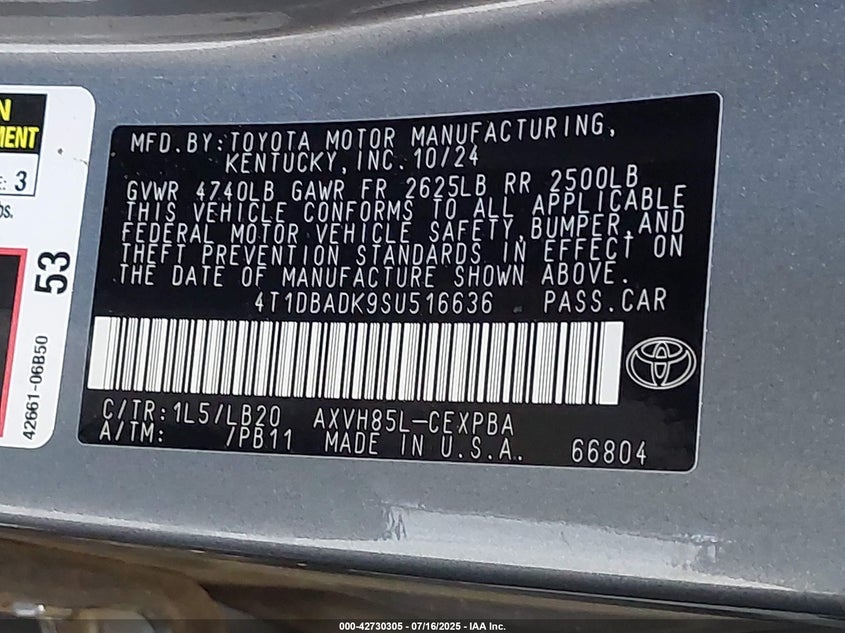 N
MENT
E: 3
bs.
53
42661-06B50
MFD.BY:TOYOTA MOTOR MANUFACTURING,
KENTUCKY,INC.10/24
GVWR 4740LB GAWR FR 2625LB RR 2500LB
THIS VEHICLE CONFORMS TO ALL APPLICABLE
FEDERAL MOTOR VEHICLE SAFETY,BUMPER,AND
THEFT PREVENTION STANDARDS IN EFFECT ON
THE DATE OF MANUFACTURE SHOWN ABOVE.
4T1DBADK9SU516636 PASS.CAR
C/TR:1L5/LB20 AXVH85L-CEXPBA
A/TM: /PB11 MADE IN U.S.A. 66804
000-42730305 - 07/16/2025 - IAA Inc.